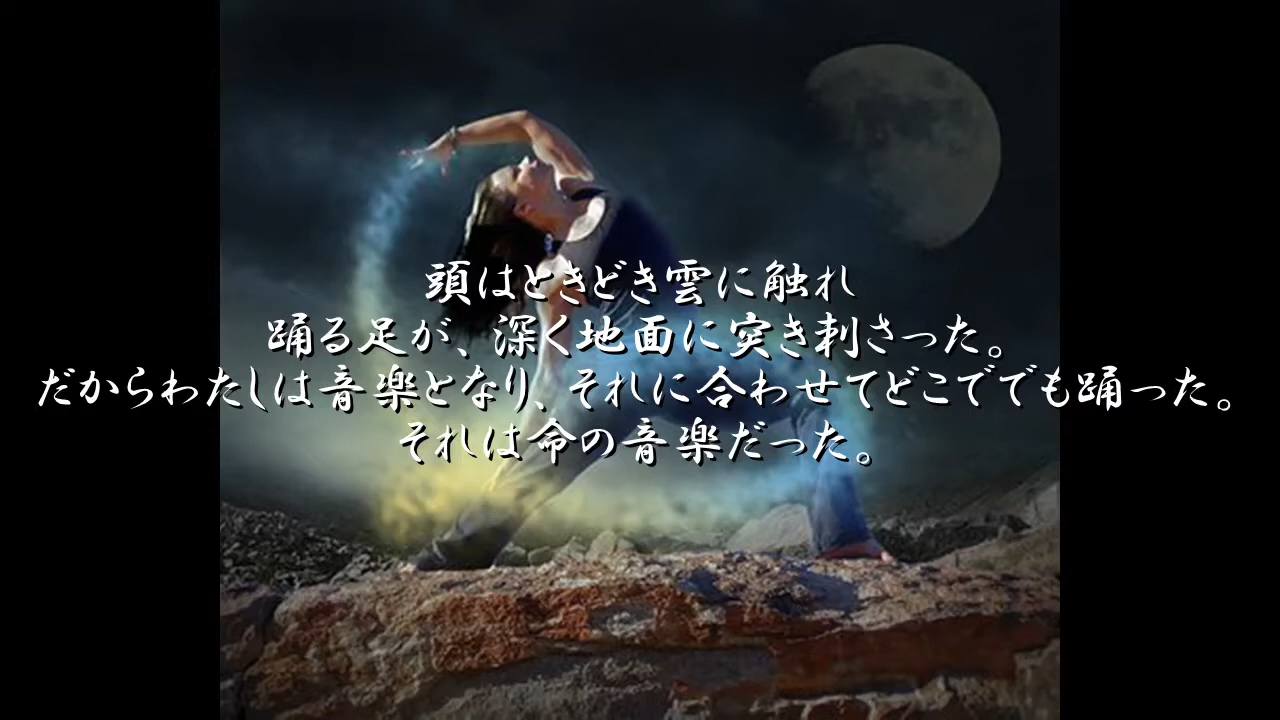 頭はときどき雲に触れ
踊る足が、深く地面に突き刺さった。
だからわたしは音楽となり、それに合わせてどこででも踊った。
それは命の音楽だった。